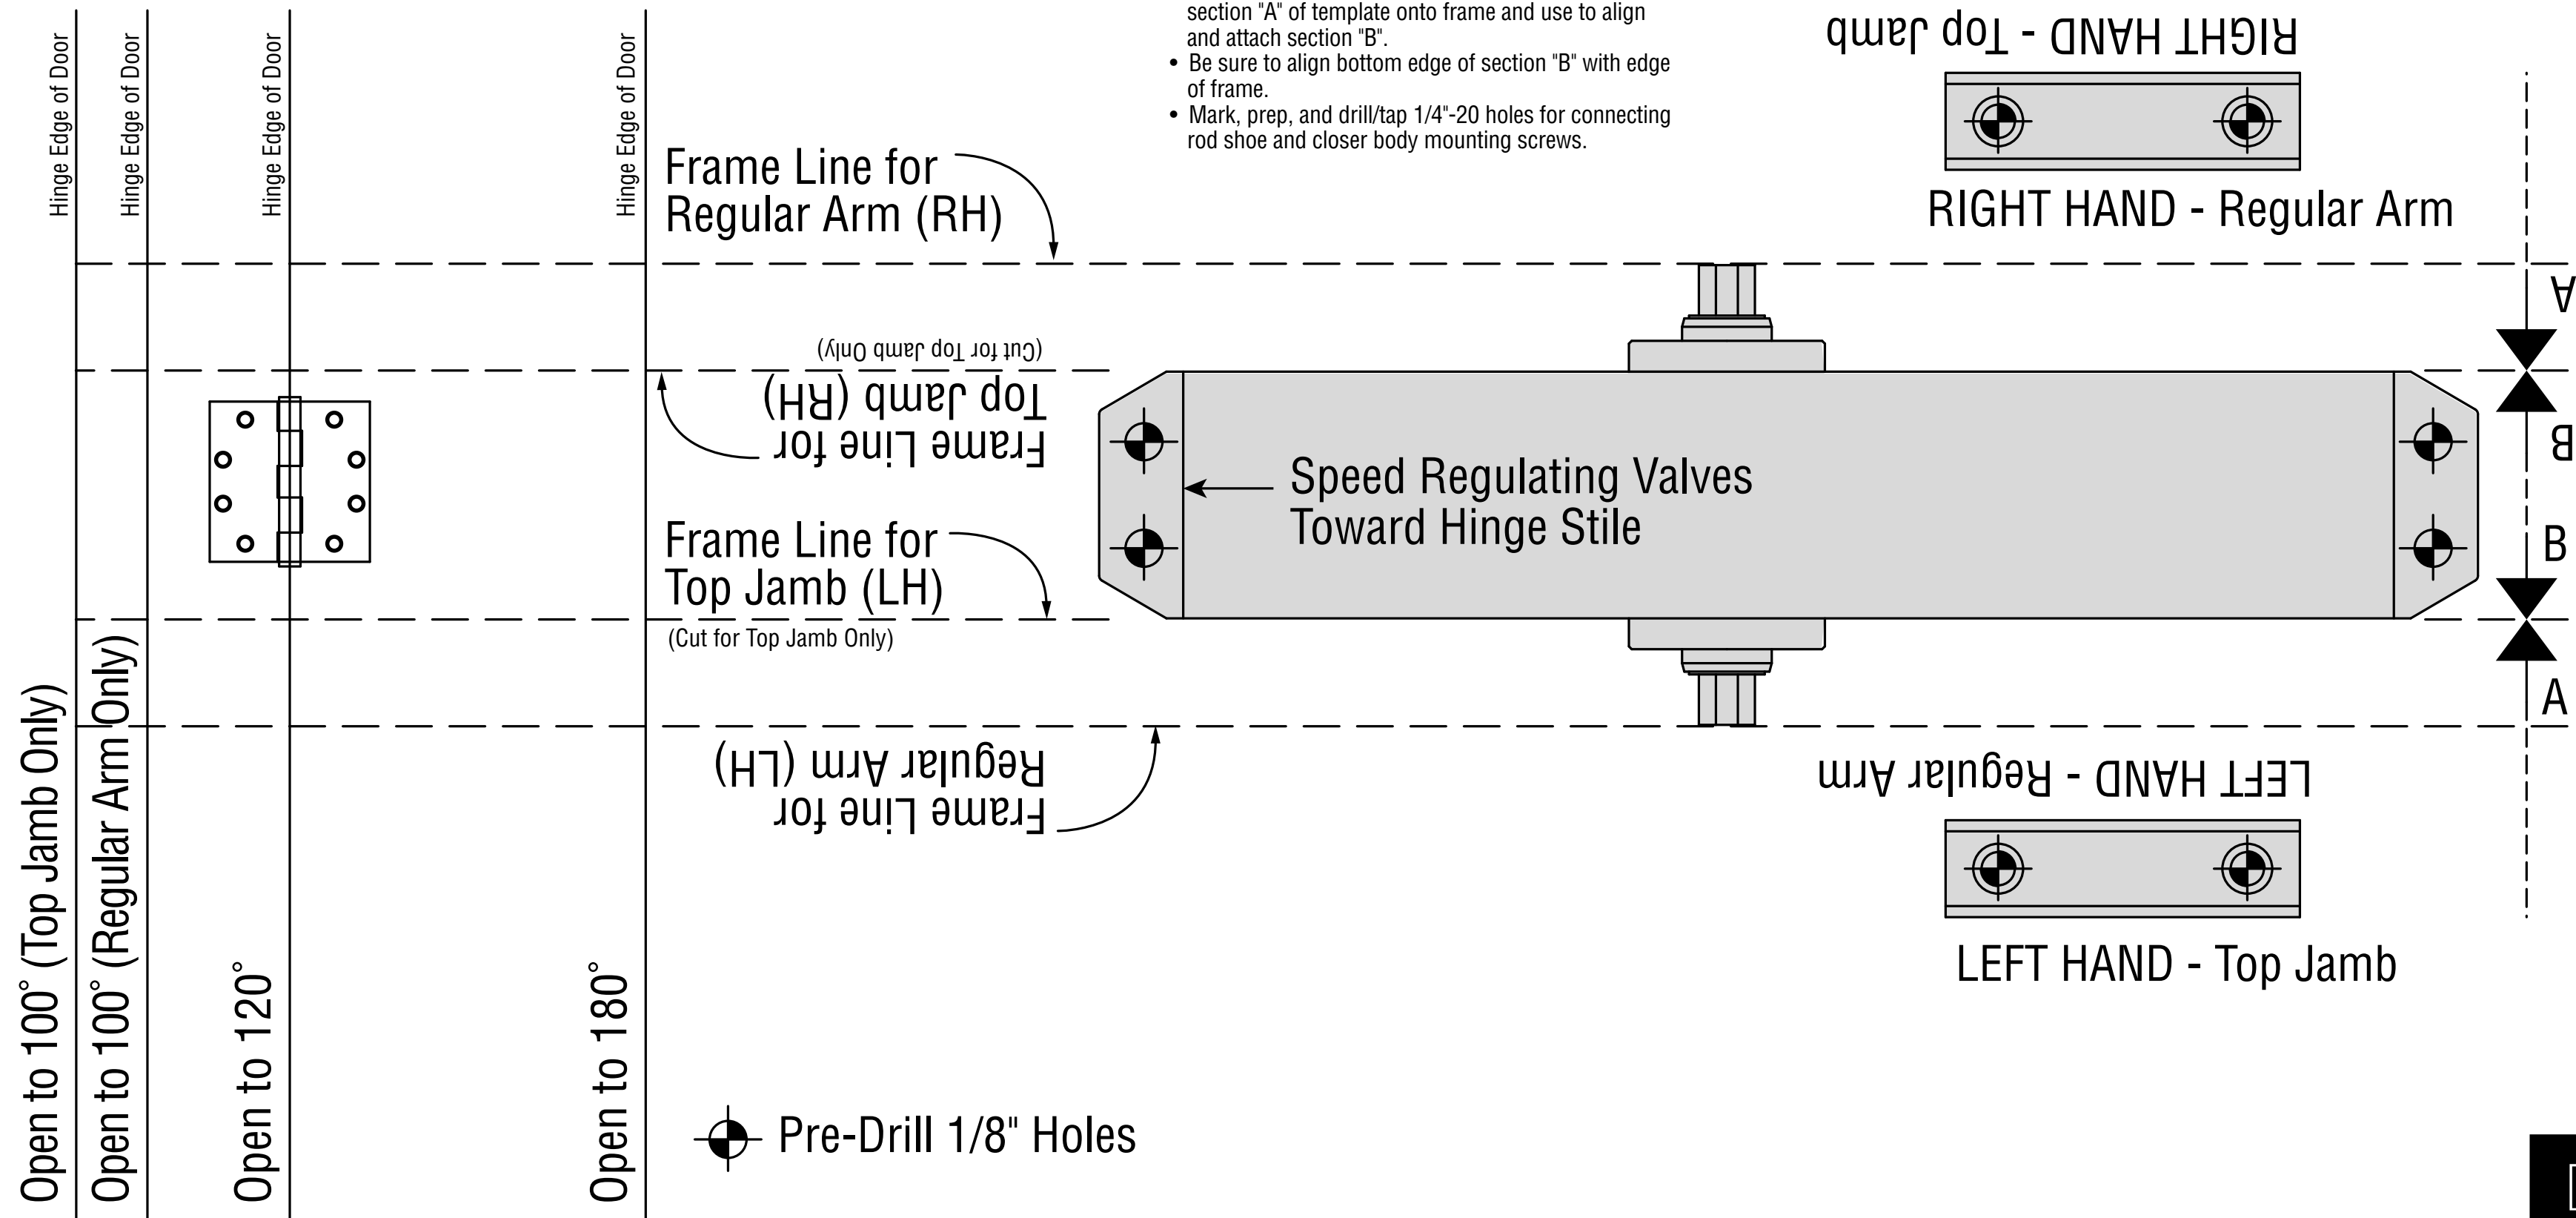 section "A" of template onto frame and use to align
and attach section "B".
• Be sure to align bottom edge of section "B" with edge
of frame.
• Mark, prep, and drill/tap 1/4"-20 holes for connecting
rod shoe and closer body mounting screws.
RIGHT HAND - Top Jamb
RIGHT HAND - Regular Arm
Hinge Edge of Door
Hinge Edge of Door
Hinge Edge of Door
Hinge Edge of Door
Frame Line for
Regular Arm (RH)
A
Frame Line for
Top Jamb (RH)
(Cut for Top Jamb Only)
B
Speed Regulating Valves
Toward Hinge Stile
Frame Line for
Top Jamb (LH)
(Cut for Top Jamb Only)
B
A
Frame Line for
Regular Arm (LH)
LEFT HAND - Regular Arm
LEFT HAND - Top Jamb
Open to 100° (Top Jamb Only)
Open to 100° (Regular Arm Only)
Open to 120°
Open to 180°
Pre-Drill 1/8" Holes